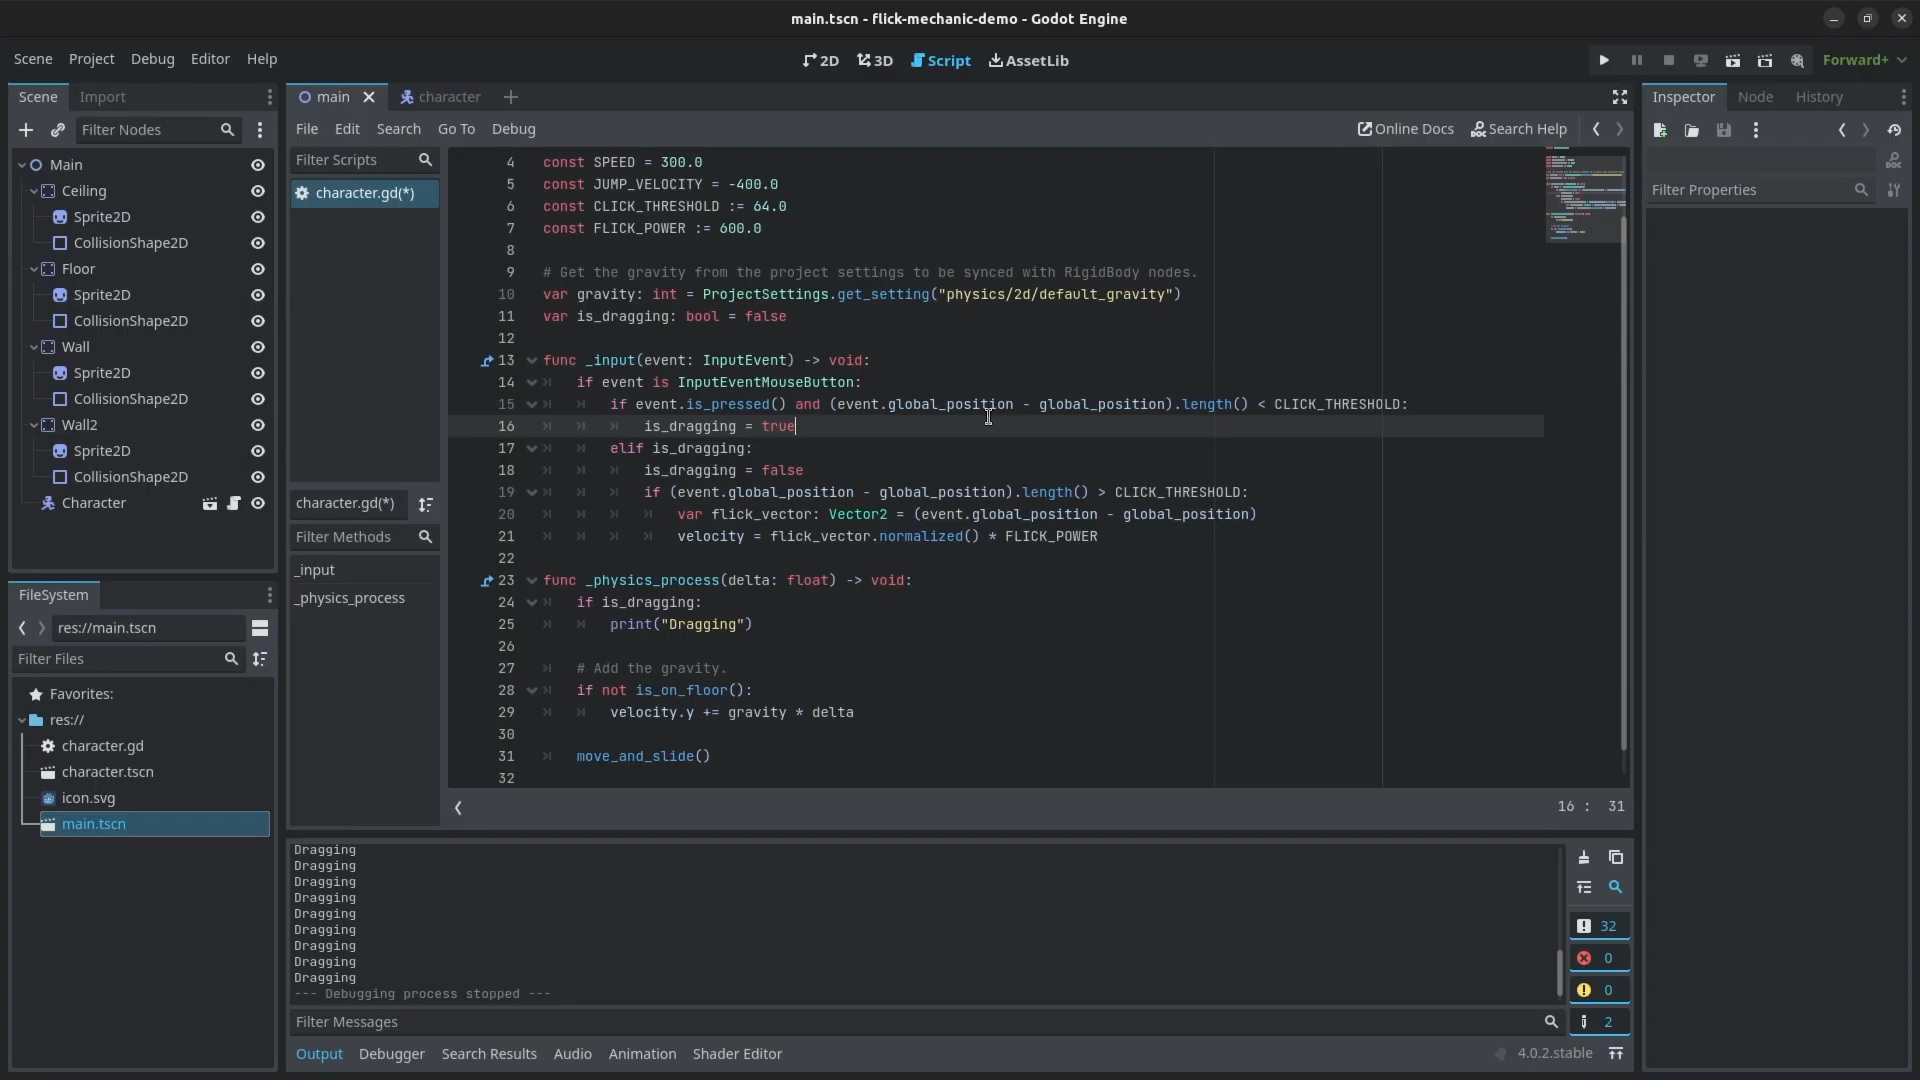 main.tscn - flick-mechanic-demo - Godot Engine
Scene Project Debug Editor Help
2D 3D Script AssetLib
Forward+
Scene Import
Filter Nodes
Main
Ceiling
Sprite2D
CollisionShape2D
Floor
Sprite2D
CollisionShape2D
Wall
Sprite2D
CollisionShape2D
Wall2
Sprite2D
CollisionShape2D
Character
FileSystem
res://main.tscn
Filter Files
Favorites:
res://
character.gd
character.tscn
icon.svg
main.tscn
main character
File Edit Search Go To Debug
Online Docs Search Help
Filter Scripts
character.gd(*)
character.gd(*)
Filter Methods
_input
_physics_process
4 const SPEED = 300.0
5 const JUMP_VELOCITY = -400.0
6 const CLICK_THRESHOLD := 64.0
7 const FLICK_POWER := 600.0
8
9 # Get the gravity from the project settings to be synced with RigidBody nodes.
10 var gravity: int = ProjectSettings.get_setting("physics/2d/default_gravity")
11 var is_dragging: bool = false
12
13 func _input(event: InputEvent) -> void:
14 if event is InputEventMouseButton:
15 if event.is_pressed() and (event.global_position - global_position).length() < CLICK_THRESHOLD:
16 is_dragging = true
17 elif is_dragging:
18 is_dragging = false
19 if (event.global_position - global_position).length() > CLICK_THRESHOLD:
20 var flick_vector: Vector2 = (event.global_position - global_position)
21 velocity = flick_vector.normalized() * FLICK_POWER
22
23 func _physics_process(delta: float) -> void:
24 if is_dragging:
25 print("Dragging")
26
27 # Add the gravity.
28 if not is_on_floor():
29 velocity.y += gravity * delta
30
31 move_and_slide()
32
16 : 31
Dragging
Dragging
Dragging
Dragging
Dragging
Dragging
Dragging
Dragging
Dragging
--- Debugging process stopped ---
Filter Messages
32
0
0
2
Output Debugger Search Results Audio Animation Shader Editor
4.0.2.stable
Inspector Node History
DOC
Filter Properties